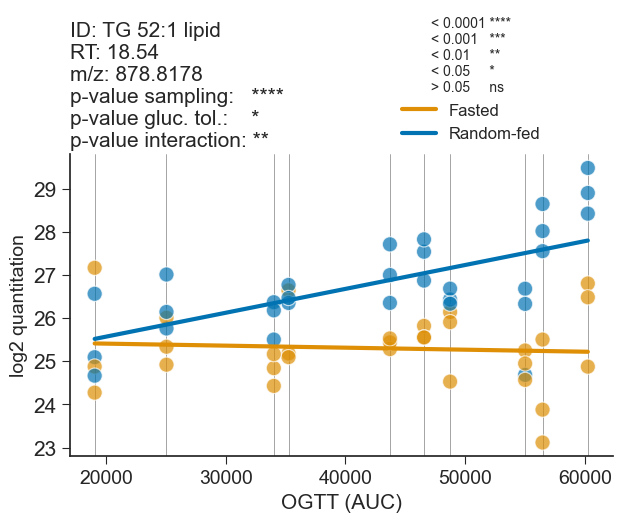 ID: TG 52:1 lipid
RT: 18.54
m/z: 878.8178
p-value sampling: ****
p-value gluc. tol.: *
p-value interaction: **
< 0.0001 ****
< 0.001 ***
< 0.01 **
< 0.05 *
> 0.05 ns
Fasted
Random-fed
log2 quantitation
29
28
27
26
25
24
23
20000 30000 40000 50000 60000
OGTT (AUC)